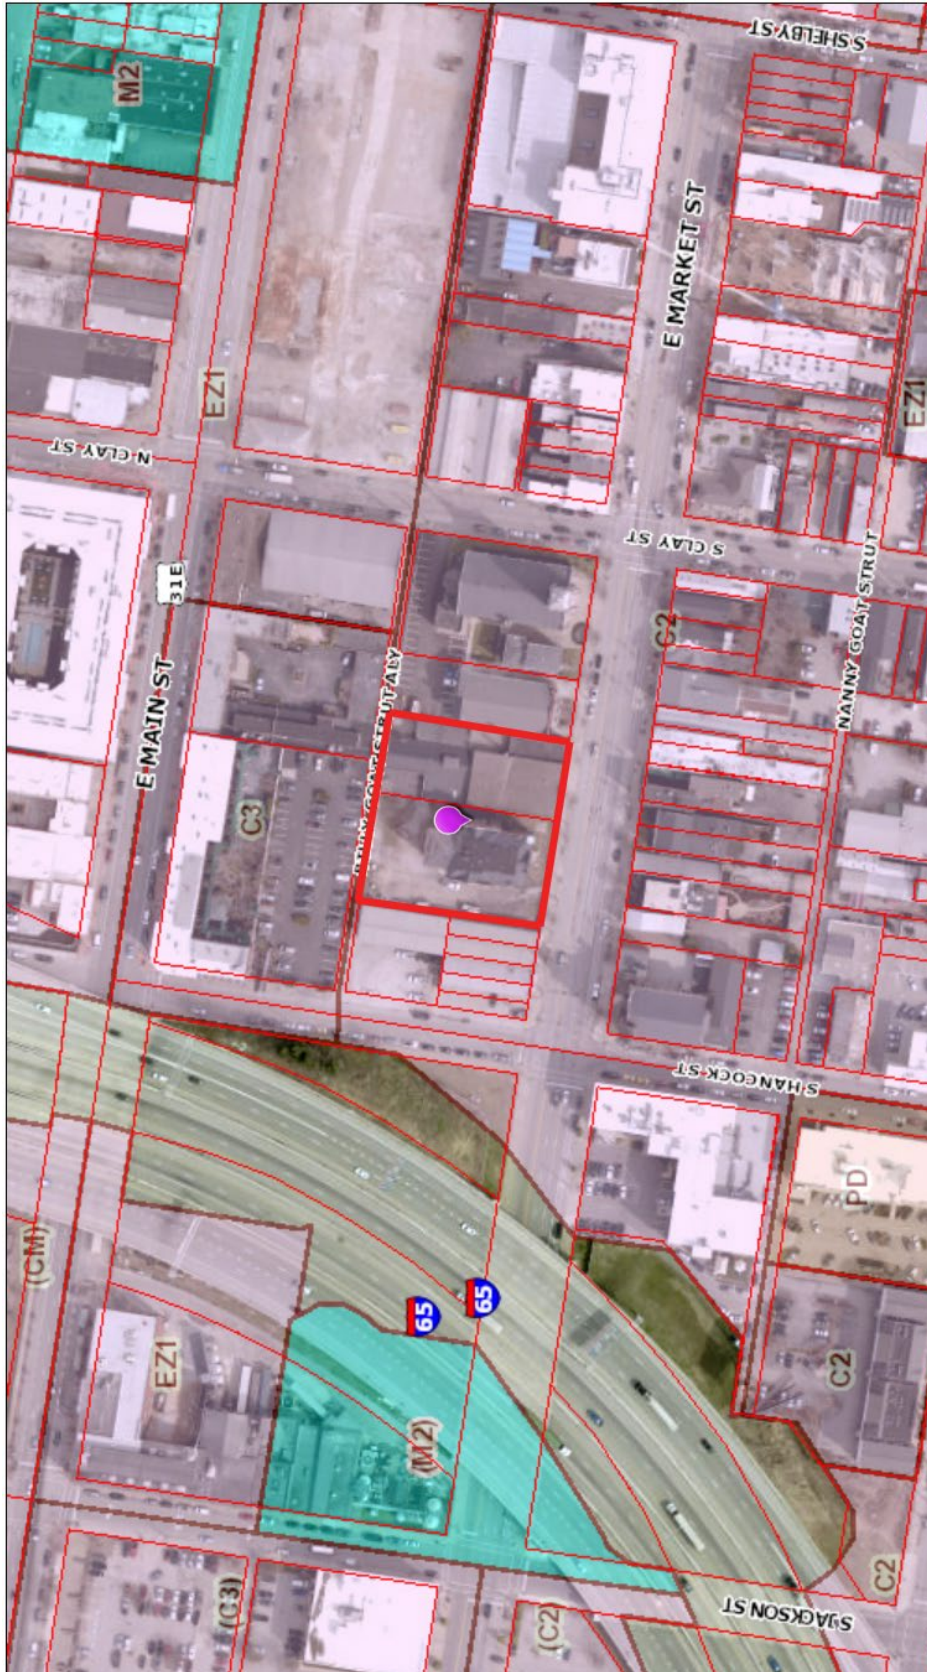 S SHELBY ST
M2
E MARKET ST
EZ1
EZ1
N CLAY ST
S CLAY ST
31E
C2
NANNY GOAT STRUT
E MAIN ST
C3
S HANCOCK ST
PD
(CM)
65
65
EZ1
C2
(M2)
C2
(C3)
(C2)
S JACKSON ST